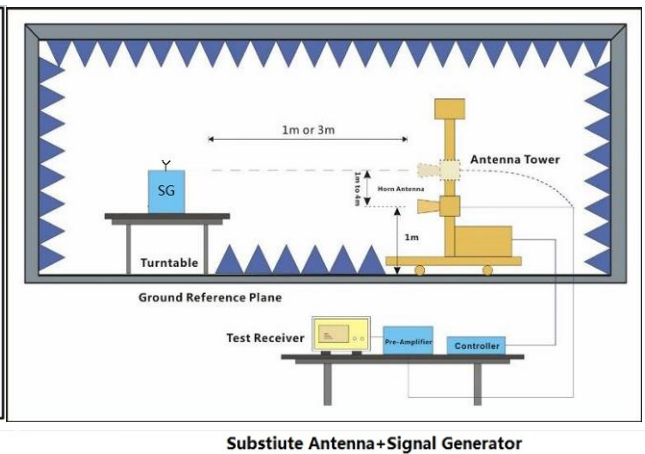 1m or 3m
Antenna Tower
SG
1m to 4m
Horn Antenna
1m
Turntable
Ground Reference Plane
Test Receiver
Pre-Amplifier
Controller
Substiute Antenna+Signal Generator